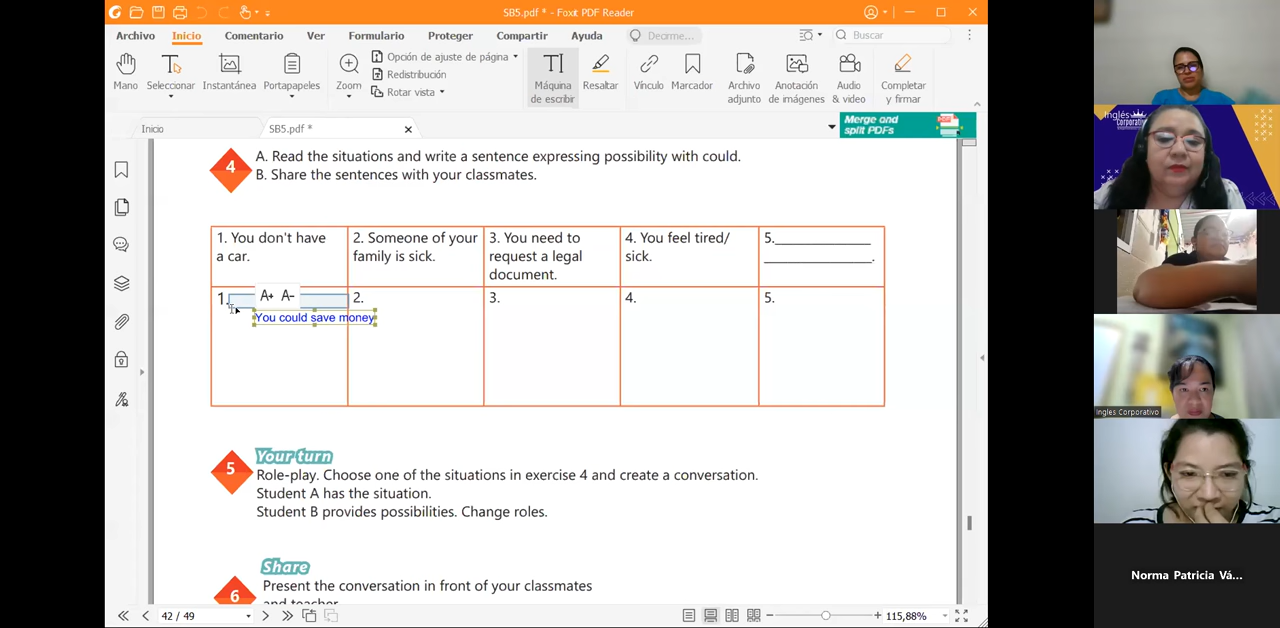 SB5.pdf * - Foxit PDF Reader
Archivo Inicio Comentario Ver Formulario Proteger Compartir Ayuda Decirme... Buscar
Mano
Seleccionar
Instantánea
Portapapeles
Zoom
Opción de ajuste de página
Redistribución
Rotar vista
Máquina de escribir
Resaltar
Vínculo
Marcador
Archivo adjunto
Anotación de imágenes
Audio & video
Completar y firmar
Inicio
SB5.pdf *
Merge and
split PDFs
4
A. Read the situations and write a sentence expressing possibility with could.
B. Share the sentences with your classmates.
1. You don't have
a car.
2. Someone of your
family is sick.
3. You need to
request a legal
document.
4. You feel tired/
sick.
5.______________
________________.
1.
A+ A-
You could save money
2.
3.
4.
5.
5
Your turn
Role-play. Choose one of the situations in exercise 4 and create a conversation.
Student A has the situation.
Student B provides possibilities. Change roles.
Share
6
Present the conversation in front of your classmates
and teacher.
42 / 49
115,88%
Inglés
Corporativo
Ingles Corporativo
Norma Patricia Vá...